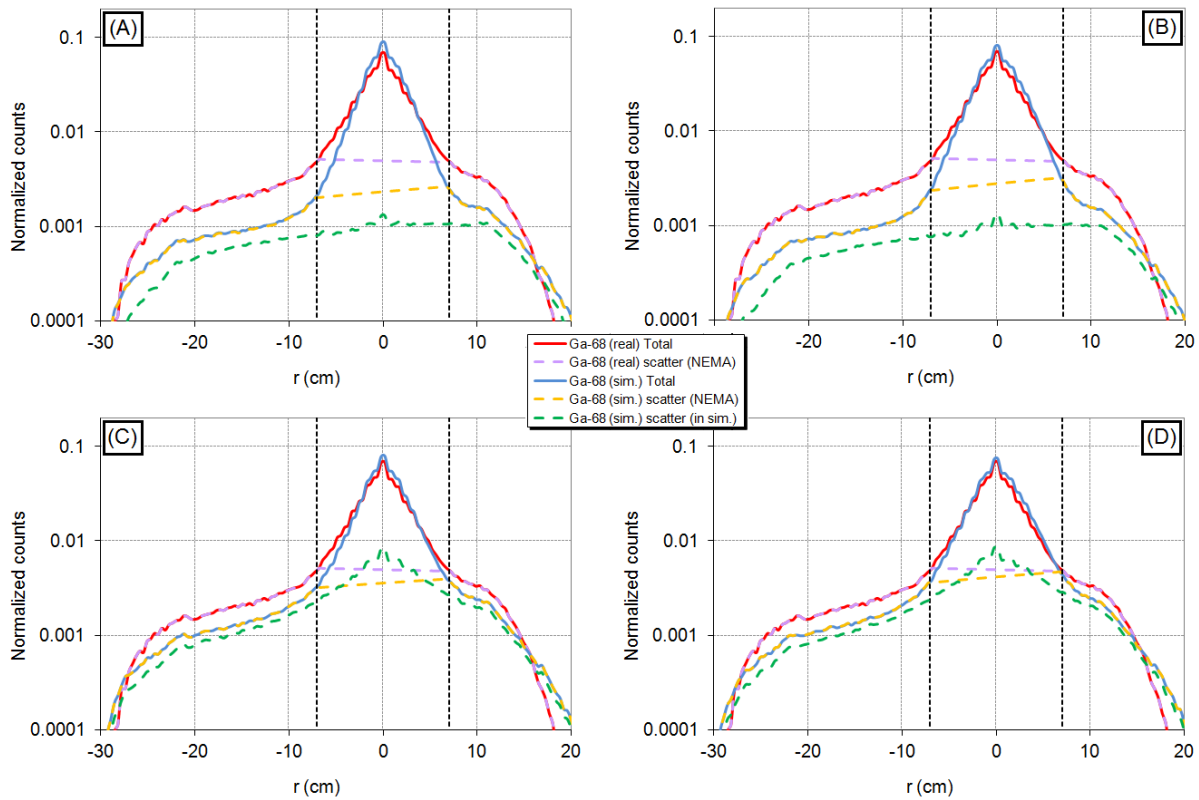 (A)
0.1
0.01
0.001
0.0001
Normalized counts
-30 -20 -10 0 10 20
r (cm)
(B)
0.1
0.01
0.001
0.0001
Normalized counts
-30 -20 -10 0 10 20
r (cm)
Ga-68 (real) Total
Ga-68 (real) scatter (NEMA)
Ga-68 (sim.) Total
Ga-68 (sim.) scatter (NEMA)
Ga-68 (sim.) scatter (in sim.)
(C)
0.1
0.01
0.001
0.0001
Normalized counts
-30 -20 -10 0 10 20
r (cm)
(D)
0.1
0.01
0.001
0.0001
Normalized counts
-30 -20 -10 0 10 20
r (cm)